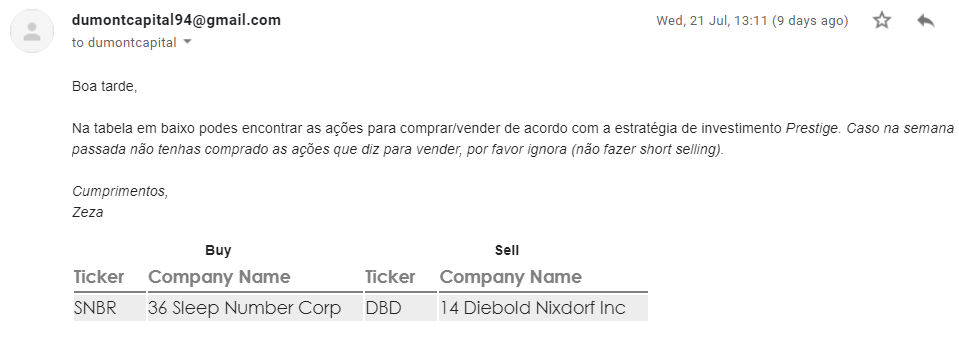 dumontcapital94@gmail.com
Wed, 21 Jul, 13:11 (9 days ago)
to dumontcapital
Boa tarde,
Na tabela em baixo podes encontrar as ações para comprar/vender de acordo com a estratégia de investimento Prestige. Caso na semana
passada não tenhas comprado as ações que diz para vender, por favor ignora (não fazer short selling).
Cumprimentos,
Zeza
Buy Sell
Ticker Company Name Ticker Company Name
SNBR 36 Sleep Number Corp DBD 14 Diebold Nixdorf Inc